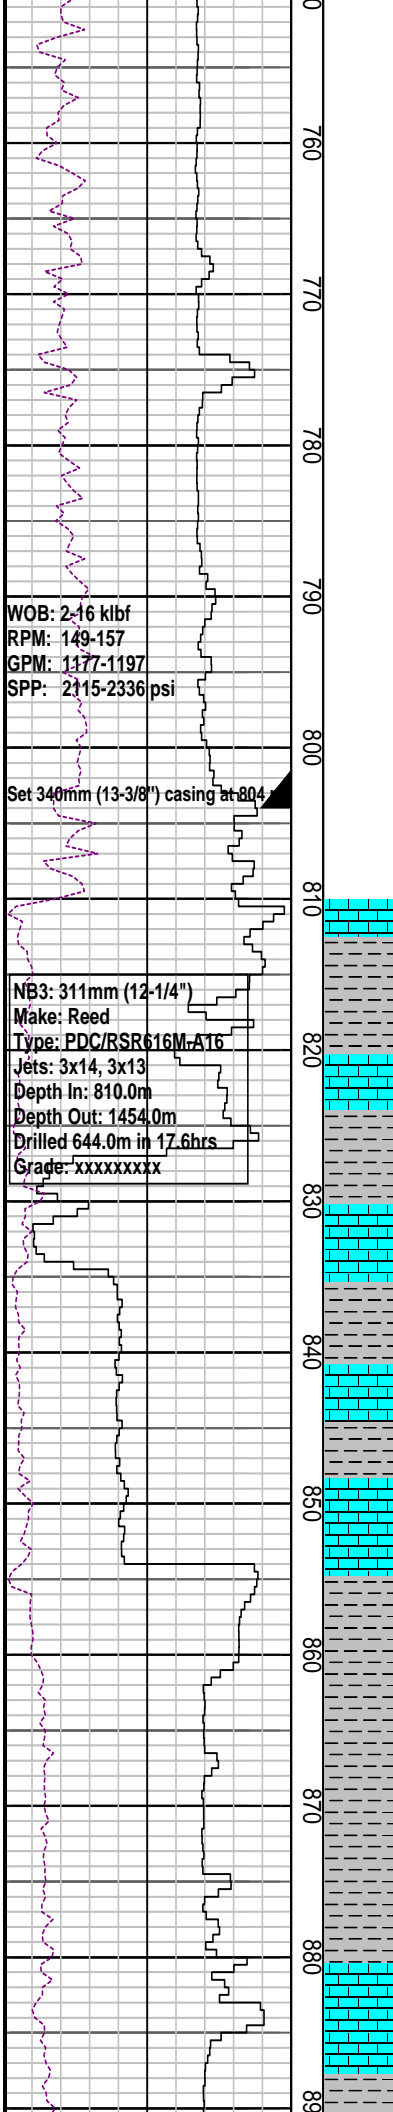 760
770
780
790
WOB: 2-16 klbf
RPM: 149-157
GPM: 1177-1197
SPP: 2115-2336 psi
800
Set 340mm (13-3/8") casing at 804
810
NB3: 311mm (12-1/4")
Make: Reed
Type: PDC/RSR616M-A16
820
Jets: 3x14, 3x13
Depth In: 810.0m
Depth Out: 1454.0m
Drilled 644.0m in 17.6hrs
Grade: xxxxxxxxx
830
840
850
860
870
880